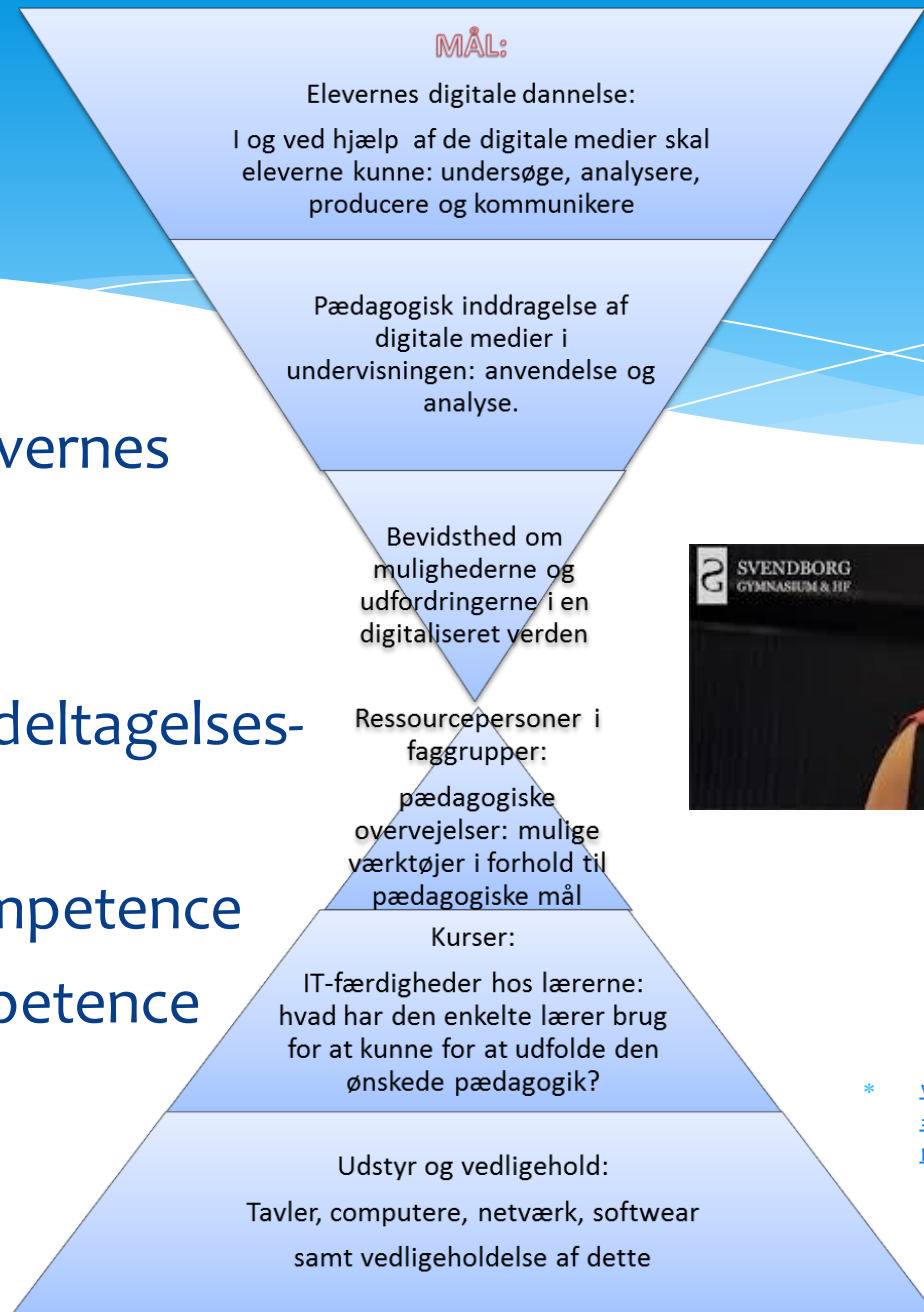 MÅL:
Elevernes digitale dannelse:
I og ved hjælp af de digitale medier skal
eleverne kunne: undersøge, analysere,
producere og kommunikere
Pædagogisk inddragelse af
digitale medier i
undervisningen: anvendelse og
analyse.
vernes
Bevidsthed om
mulighederne og
udfordringerne i en
digitaliseret verden
SVENDBORG
GYMNASIUM & HF
deltagelses-
Ressourcepersoner i
faggrupper:
pædagogiske
overvejelser: mulige
værktøjer i forhold til
pædagogiske mål
mpetence
petence
Kurser:
IT-færdigheder hos lærerne:
hvad har den enkelte lærer brug
for at kunne for at udfolde den
ønskede pædagogik?
*
Udstyr og vedligehold:
Tavler, computere, netværk, softwear
samt vedligeholdelse af dette